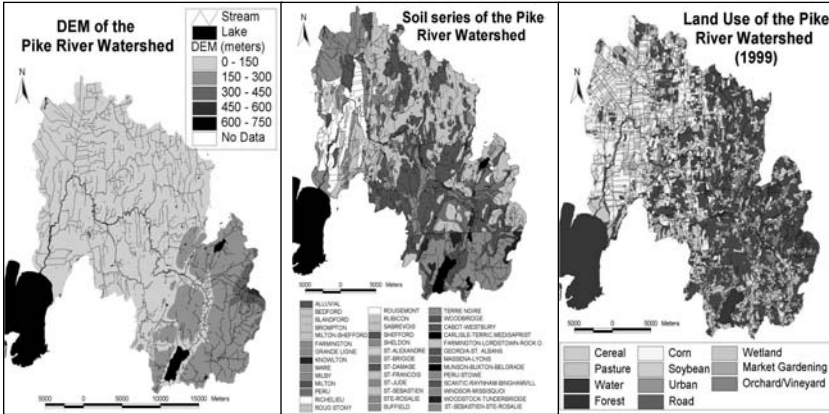 DEM of the
Pike River Watershed
Stream
Lake
DEM (meters)
0 - 150
150 - 300
300 - 450
450 - 600
600 - 750
No Data
N
5000 0 5000 10000 15000 Meters
Soil series of the Pike
River Watershed
N
5000 0 5000 Meters
ALLUVIAL
BEDFORD
BLANDFORD
BROMPTON
MILTON-SHEFFORD
FARMINGTON
GRANDE LIGNE
KNOWLTON
MILBY
MILTON
PERU
RICHELIEU
ROUG STONY
ROUSEMONT
RUBICON
SABREVOIS
SHEFFORD
SHELDON
ST-ALEXANDRE
ST-BRIGIDE
ST-DAMASE
ST-FRANCOIS
ST-JUDE
ST-SEBASTIEN
STE-ROSALIE
SUFFIELD
TERRE NOIRE
WOODBRIDGE
CABOT-WESTBURY
CARLISLE-TERRIC MEDISAPRIST
FARMINGTON-LORDSTOWN-ROCK O
GEORGIA-ST. ALBANS
MASSENA-LYONS
MUNSON-BUXTON-BELGRADE
PERU-STOWE
SCANTIC-RAYNHAM-BINGHAMVILL
WINDSOR-MISSISQUOI
WOODSTOCK-TUNDERBRIDGE
ST-SEBASTIEN-STE-ROSALIE
Land Use of the Pike
River Watershed
(1999)
N
5000 0 5000 Meters
Cereal
Pasture
Water
Forest
Corn
Soybean
Urban
Road
Wetland
Market Gardening
Orchard/Vineyard